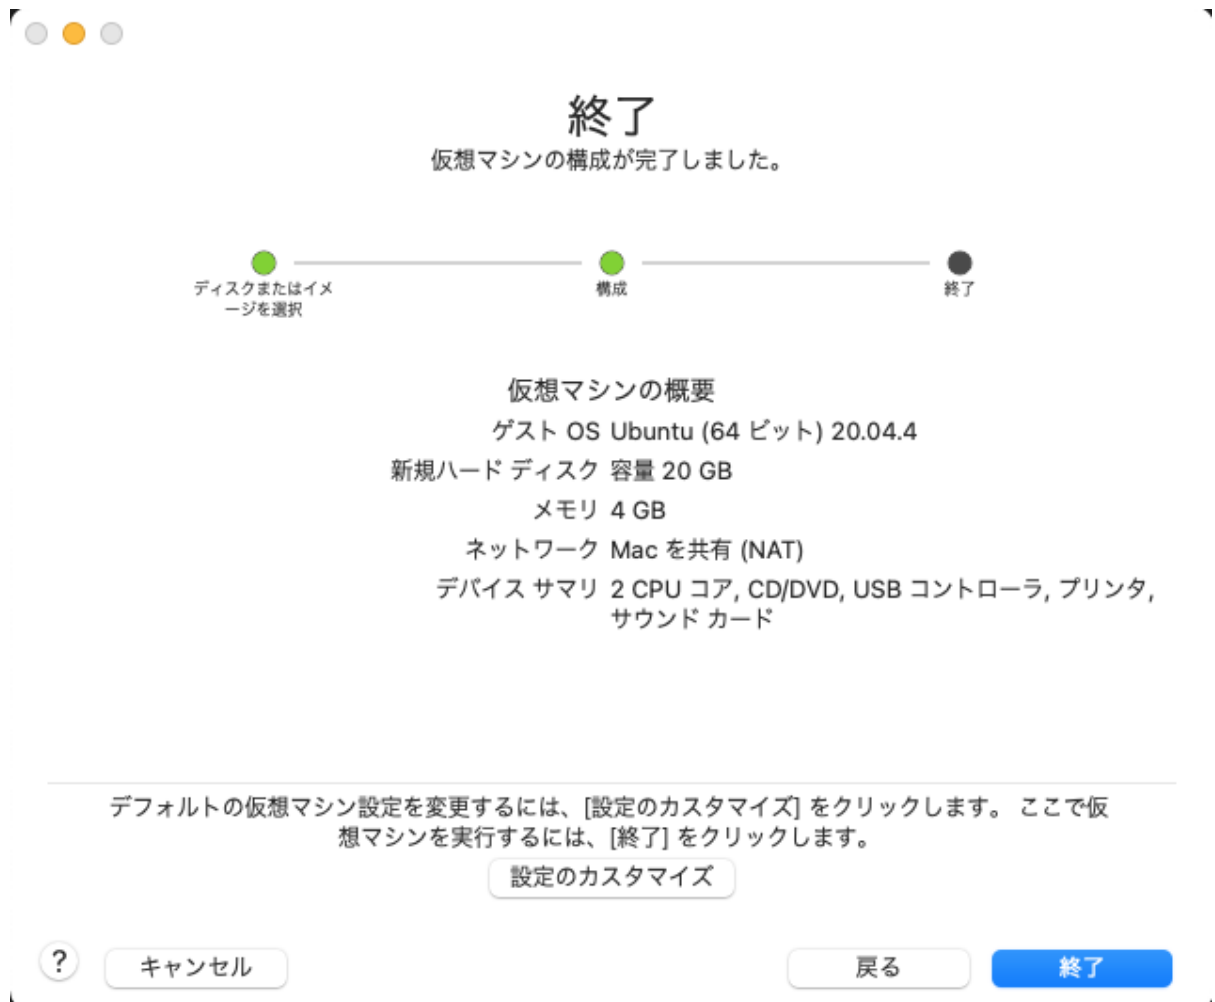 終了
仮想マシンの構成が完了しました。
ディスクまたはイメ
ージを選択
構成
終了
仮想マシンの概要
ゲスト OS Ubuntu (64 ビット) 20.04.4
新規ハード ディスク 容量 20 GB
メモリ 4 GB
ネットワーク Mac を共有 (NAT)
デバイス サマリ 2 CPU コア, CD/DVD, USB コントローラ, プリンタ,
サウンド カード
デフォルトの仮想マシン設定を変更するには、[設定のカスタマイズ] をクリックします。 ここで仮
想マシンを実行するには、[終了] をクリックします。
設定のカスタマイズ
? キャンセル 戻る 終了